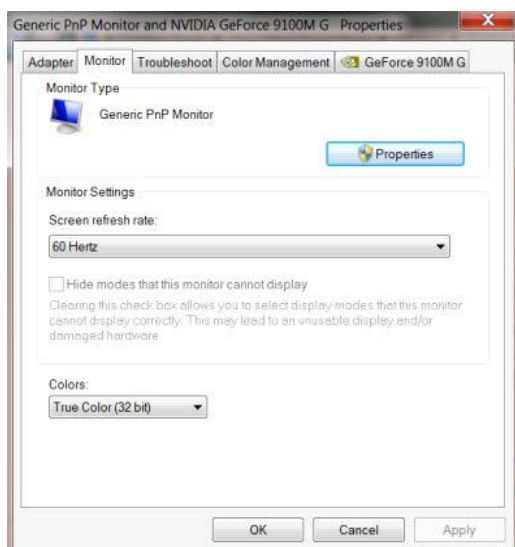 Generic PnP Monitor and NVIDIA GeForce 9100M G Properties
Adapter Monitor Troubleshoot Color Management GeForce 9100M G
Monitor Type
Generic PnP Monitor
Properties
Monitor Settings
Screen refresh rate:
60 Hertz
Hide modes that this monitor cannot display
Clearing this check box allows you to select display modes that this monitor
cannot display correctly. This may lead to an unusable display and/or
damaged hardware.
Colors:
True Color (32 bit)
OK Cancel Apply